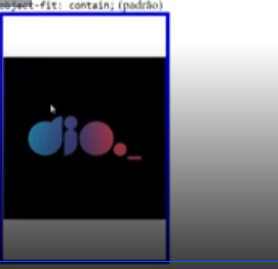 object-fit: contain; (padrão)
dio._